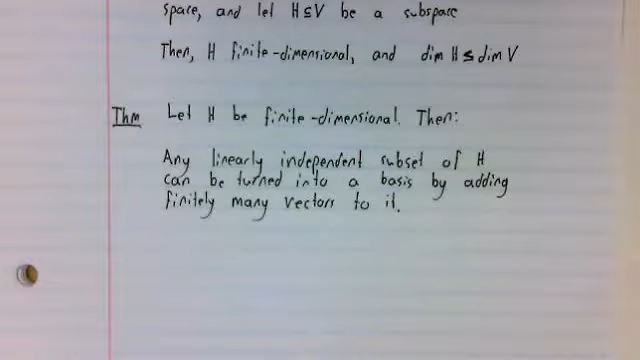 space, and let H ⊆ V be a subspace
Then, H finite-dimensional, and dim H ≤ dim V
Thm Let H be finite-dimensional. Then:
Any linearly independent subset of H
can be turned into a basis by adding
finitely many vectors to it.